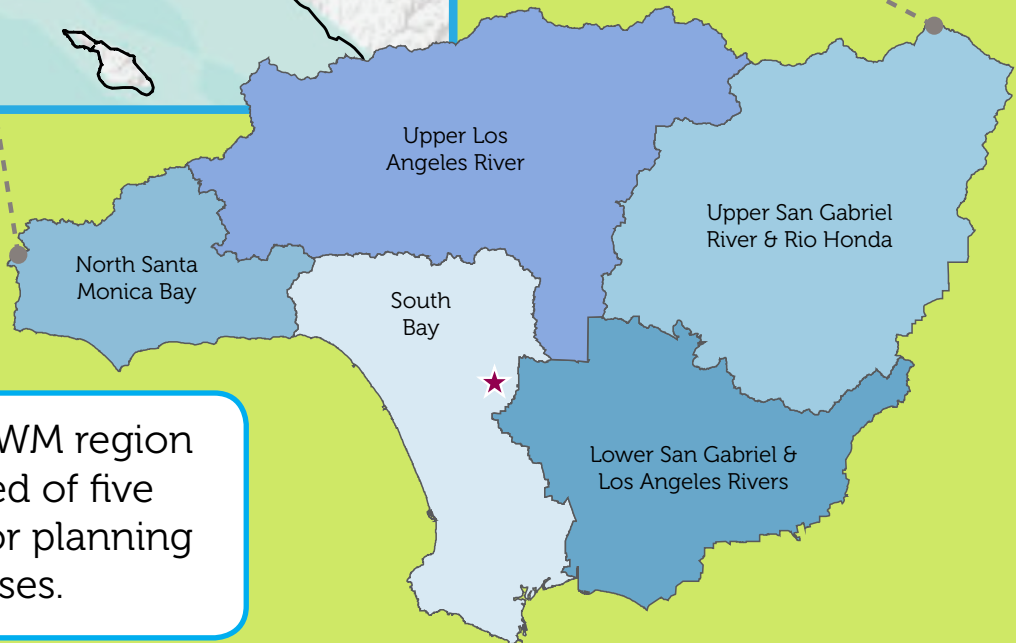 Upper Los
Angeles River
Upper San Gabriel
River & Rio Honda
North Santa
Monica Bay
South
Bay
Lower San Gabriel &
Los Angeles Rivers
WM region
ed of five
or planning
ses.